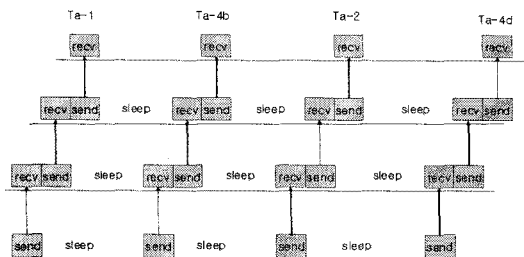 Ta-1 Ta-4b Ta-2 Ta-4d
recv recv recv recv
recv send sleep recv send sleep recv send sleep recv send
recv send sleep recv send sleep recv send sleep recv send
send sleep send sleep send sleep send